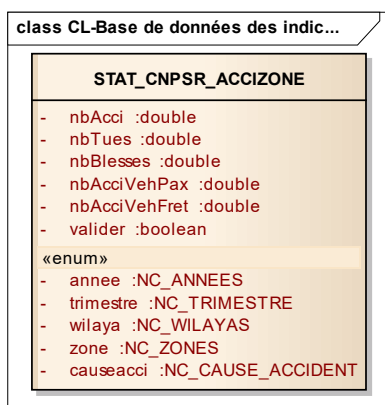 class CL-Base de données des indic...
STAT_CNPSR_ACCIZONE
- nbAcci :double
- nbTues :double
- nbBlesses :double
- nbAcciVehPax :double
- nbAcciVehFret :double
- valider :boolean
«enum»
- annee :NC_ANNEES
- trimestre :NC_TRIMESTRE
- wilaya :NC_WILAYAS
- zone :NC_ZONES
- causeacci :NC_CAUSE_ACCIDENT